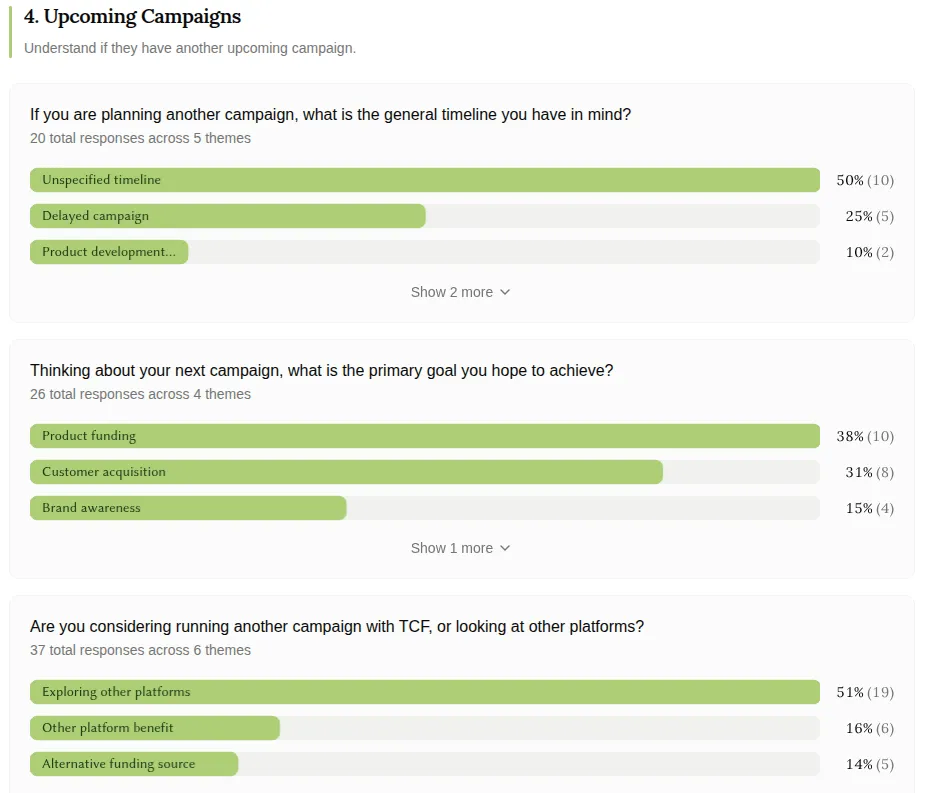 4. Upcoming Campaigns
Understand if they have another upcoming campaign.
If you are planning another campaign, what is the general timeline you have in mind?
20 total responses across 5 themes
Unspecified timeline 50% (10)
Delayed campaign 25% (5)
Product development... 10% (2)
Show 2 more
Thinking about your next campaign, what is the primary goal you hope to achieve?
26 total responses across 4 themes
Product funding 38% (10)
Customer acquisition 31% (8)
Brand awareness 15% (4)
Show 1 more
Are you considering running another campaign with TCF, or looking at other platforms?
37 total responses across 6 themes
Exploring other platforms 51% (19)
Other platform benefit 16% (6)
Alternative funding source 14% (5)